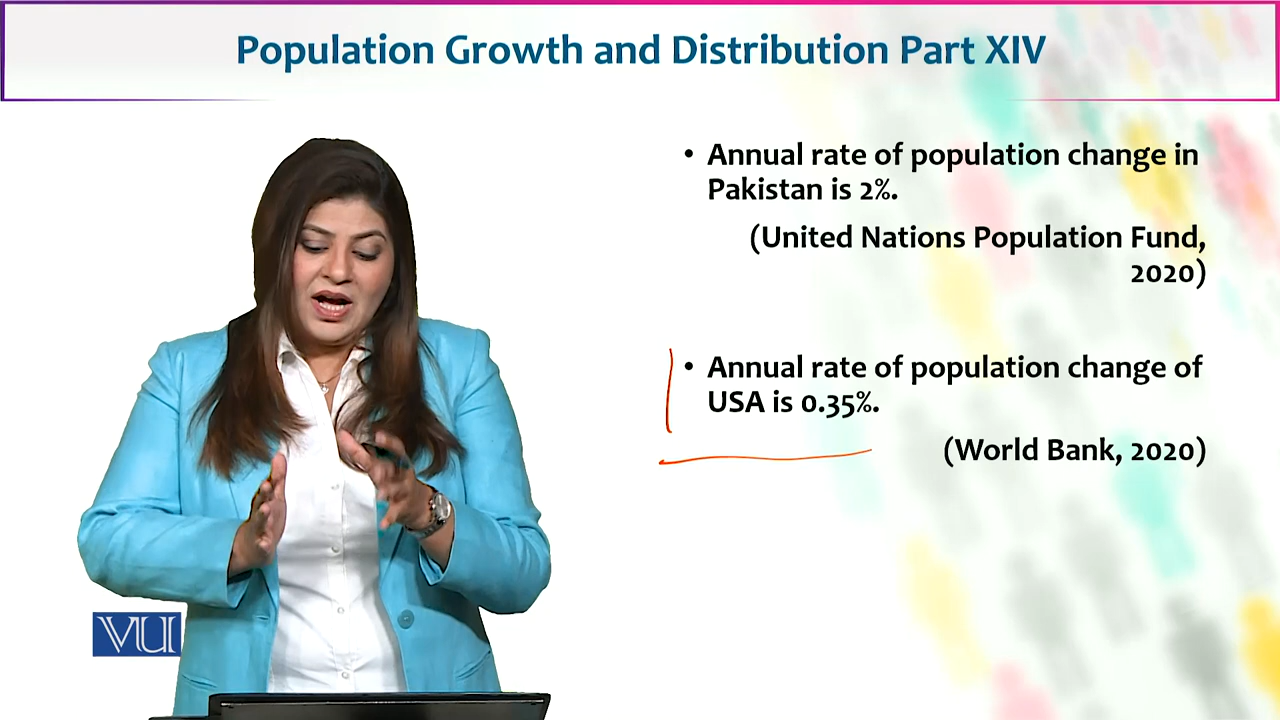 Population Growth and Distribution Part XIV
• Annual rate of population change in
Pakistan is 2%.
(United Nations Population Fund,
2020)
• Annual rate of population change of
USA is 0.35%.
(World Bank, 2020)
VU